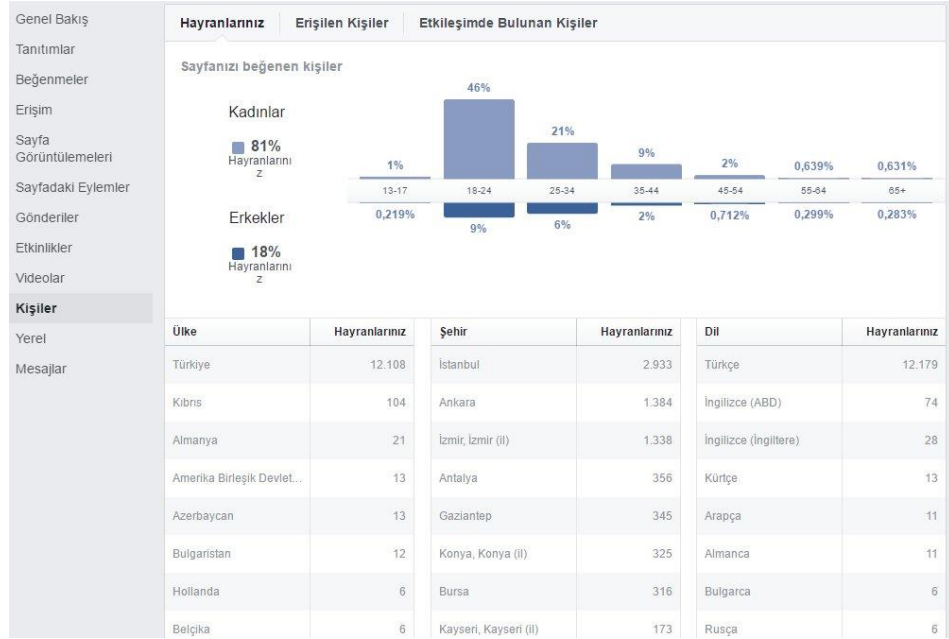 Genel Bakış
Tanıtımlar
Beğenmeler
Erişim
Sayfa
Görüntülemeleri
Sayfadaki Eylemler
Gönderiler
Etkinlikler
Videolar
Kişiler
Yerel
Mesajlar
Hayranlarınız Erişilen Kişiler Etkileşimde Bulunan Kişiler
Sayfanızı beğenen kişiler
Kadınlar
81%
Hayranlarını
z
1% 46% 21% 9% 2% 0,639% 0,631%
13-17 18-24 25-34 35-44 45-54 55-64 65+
0,219% 9% 6% 2% 0,712% 0,299% 0,283%
Erkekler
18%
Hayranlarını
z
Ülke Hayranlarınız Şehir Hayranlarınız Dil Hayranlarınız
Türkiye 12.108 İstanbul 2.933 Türkçe 12.179
Kıbrıs 104 Ankara 1.384 İngilizce (ABD) 74
Almanya 21 İzmir, İzmir (il) 1.338 İngilizce (İngiltere) 28
Amerika Birleşik Devlet... 13 Antalya 356 Kürtçe 13
Azerbaycan 13 Gaziantep 345 Arapça 11
Bulgaristan 12 Konya, Konya (il) 325 Almanca 11
Hollanda 6 Bursa 316 Bulgarca 6
Belçika 6 Kayseri, Kayseri (il) 173 Rusça 6